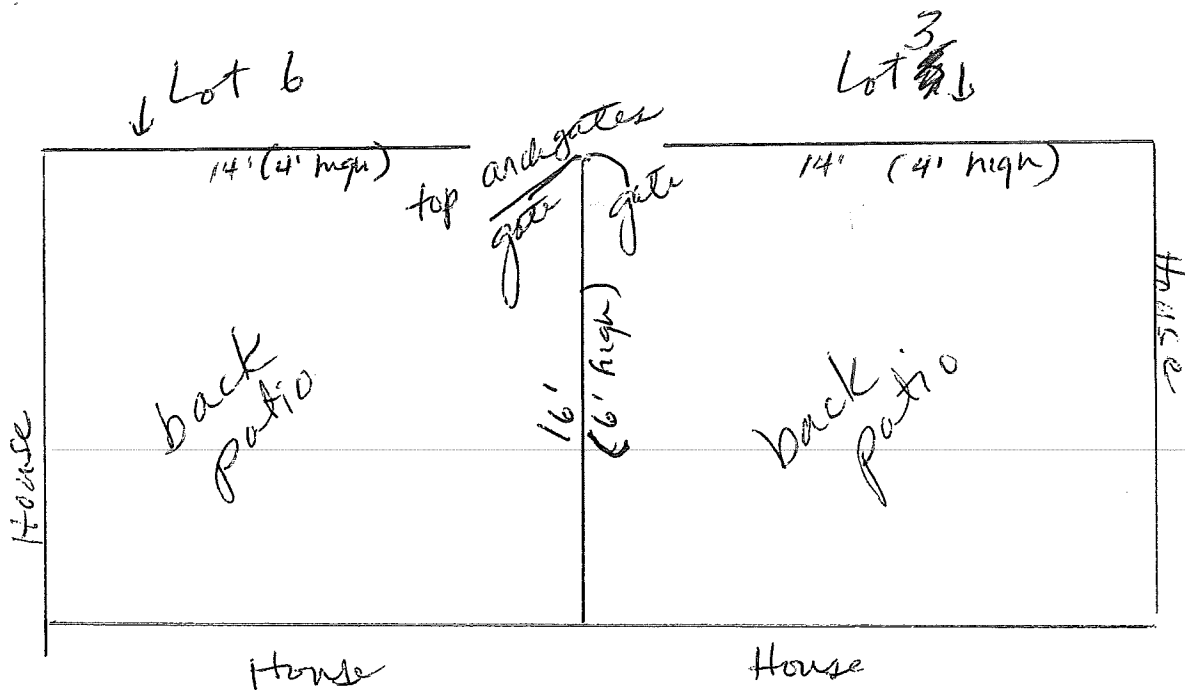 Lot 6
Lot 3
14' (4' high)
top arch gates
gate
gate
14' (4' high)
House
16'
(6' high)
back
patio
back
patio
House
House
House